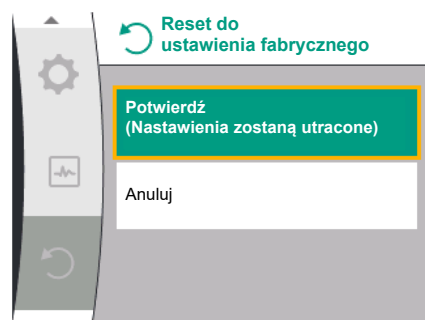 Reset do
ustawienia fabrycznego
Potwierdź
(Nastawienia zostaną utracone)
Anuluj